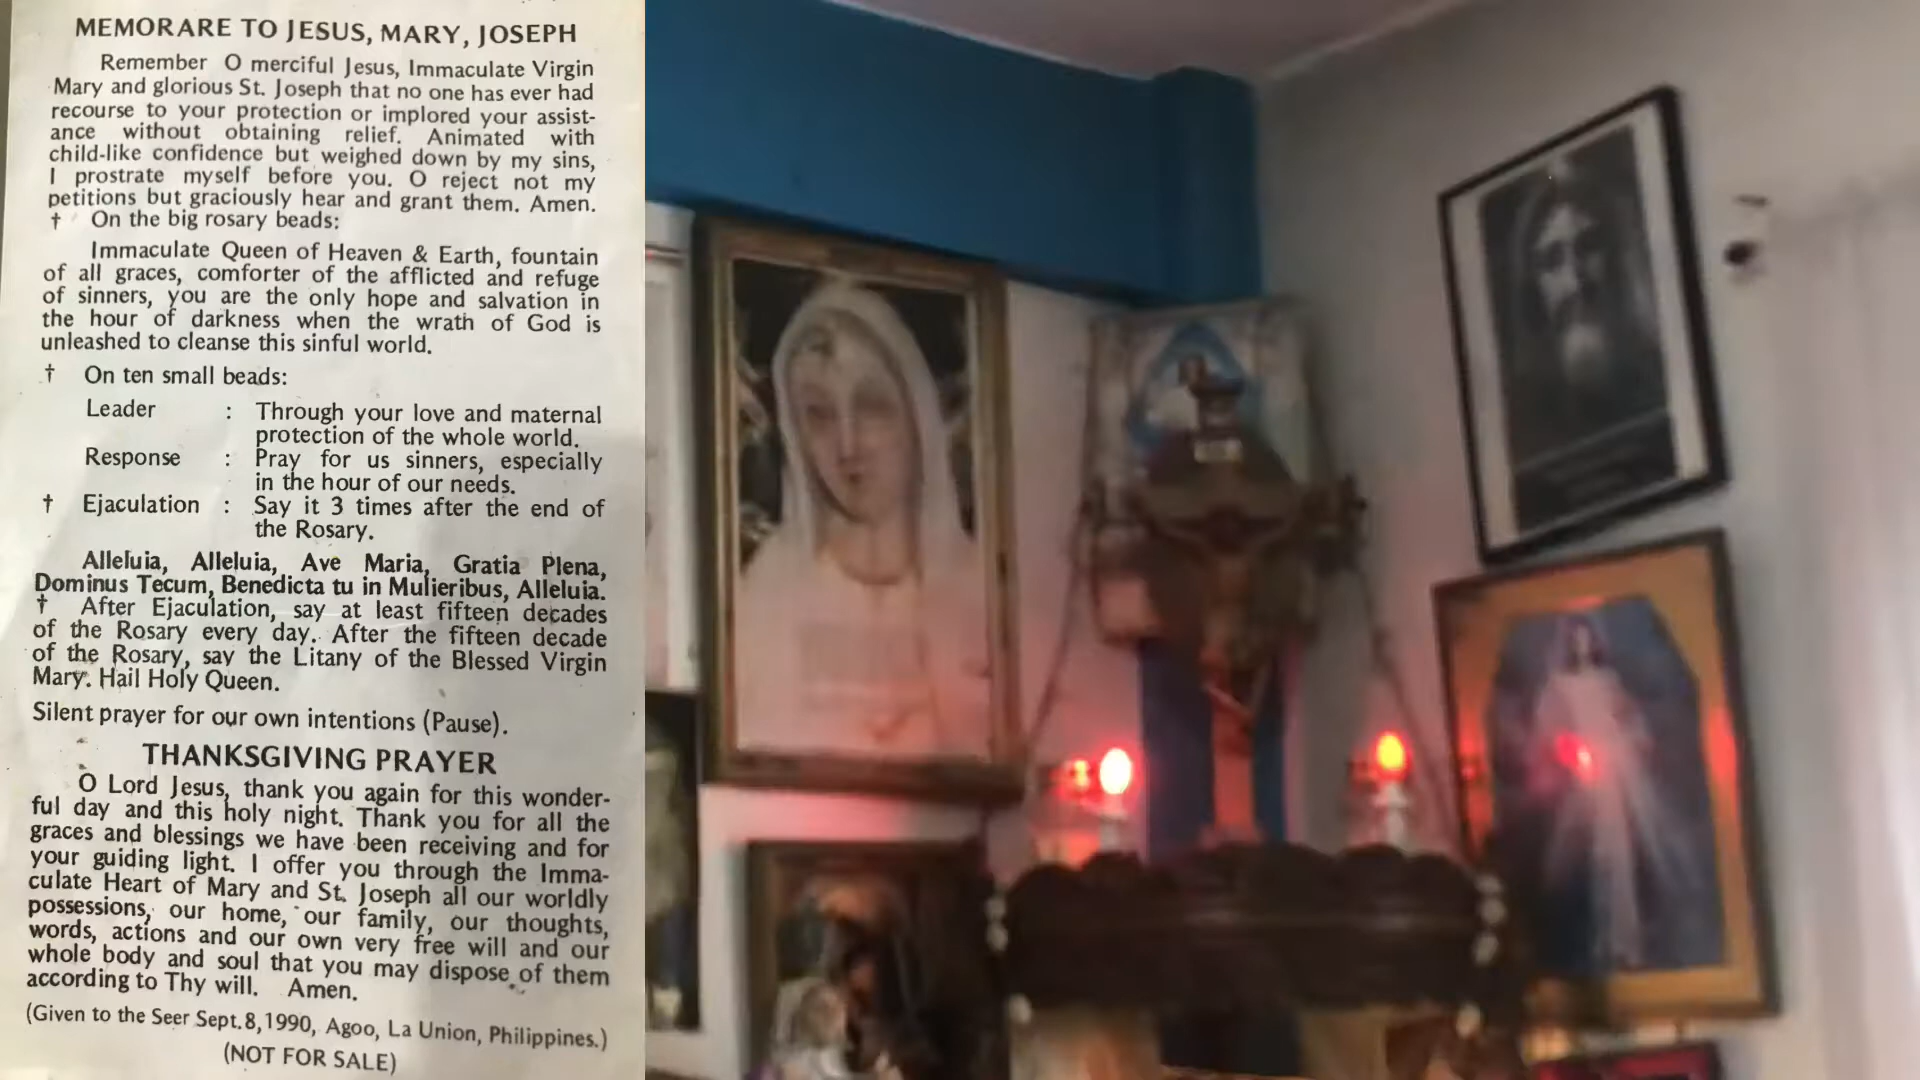 MEMORARE TO JESUS, MARY, JOSEPH
Remember O merciful Jesus, Immaculate Virgin
Mary and glorious St. Joseph that no one has ever had
recourse to your protection or implored your assist-
ance without obtaining relief. Animated with
child-like confidence but weighed down by my sins,
I prostrate myself before you. O reject not my
petitions but graciously hear and grant them. Amen.
† On the big rosary beads:
Immaculate Queen of Heaven & Earth, fountain
of all graces, comforter of the afflicted and refuge
of sinners, you are the only hope and salvation in
the hour of darkness when the wrath of God is
unleashed to cleanse this sinful world.
† On ten small beads:
Leader : Through your love and maternal
protection of the whole world.
Response : Pray for us sinners, especially
in the hour of our needs.
† Ejaculation : Say it 3 times after the end of
the Rosary.
Alleluia, Alleluia, Ave Maria, Gratia Plena,
Dominus Tecum, Benedicta tu in Mulieribus, Alleluia.
† After Ejaculation, say at least fifteen decades
of the Rosary every day. After the fifteen decade
of the Rosary, say the Litany of the Blessed Virgin
Mary. Hail Holy Queen.
Silent prayer for our own intentions (Pause).
THANKSGIVING PRAYER
O Lord Jesus, thank you again for this wonder-
ful day and this holy night. Thank you for all the
graces and blessings we have been receiving and for
your guiding light. I offer you through the Imma-
culate Heart of Mary and St. Joseph all our worldly
possessions, our home, our family, our thoughts,
words, actions and our own very free will and our
whole body and soul that you may dispose of them
according to Thy will. Amen.
(Given to the Seer Sept.8,1990, Agoo, La Union, Philippines.)
(NOT FOR SALE)